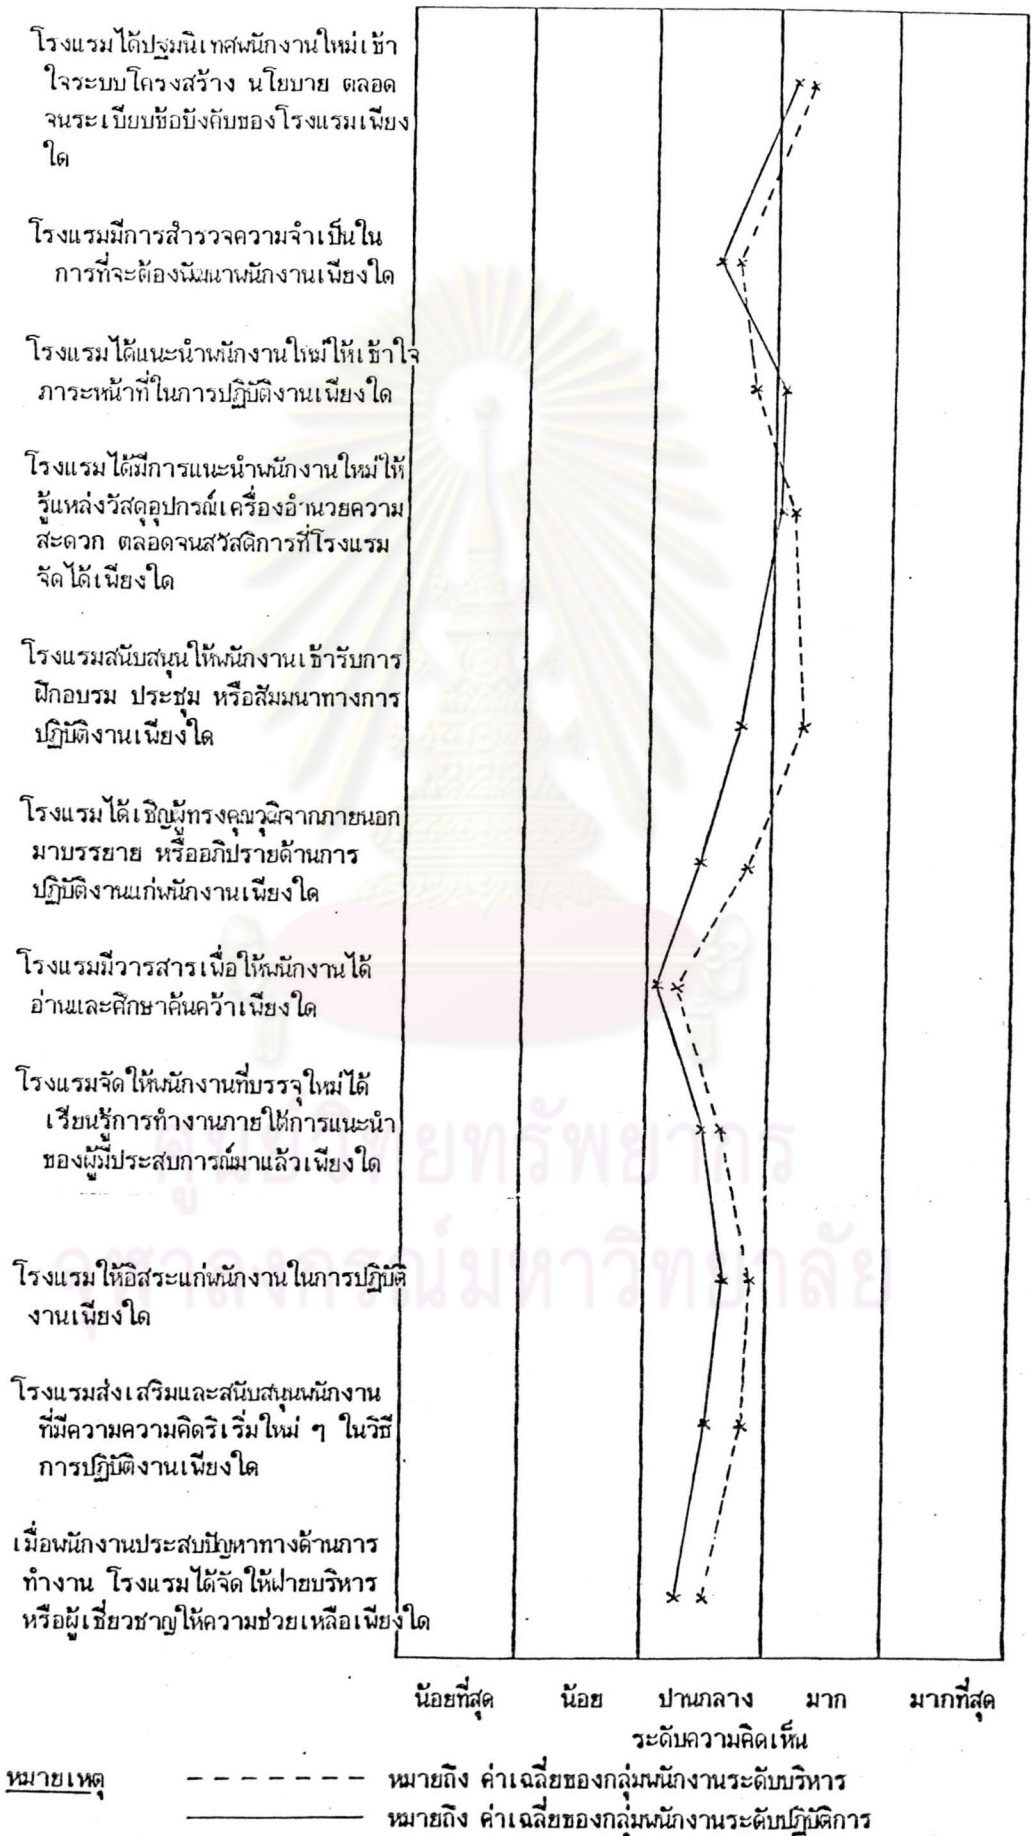 โรงแรมได้ปฐมนิเทศพนักงานใหม่เข้า
ใจระบบโครงสร้าง นโยบาย ตลอด
จนระเบียบข้อบังคับของโรงแรมเพียง
ใด
โรงแรมมีการสำรวจความจำเป็นใน
การที่จะต้องพัฒนาพนักงานเพียงใด
โรงแรมได้แนะนำพนักงานใหม่ให้เข้าใจ
ภาระหน้าที่ในการปฏิบัติงานเพียงใด
โรงแรมได้มีการแนะนำพนักงานใหม่ให้
รู้แหล่งวัสดุอุปกรณ์เครื่องอำนวยความ
สะดวก ตลอดจนสวัสดิการที่โรงแรม
จัดได้เพียงใด
โรงแรมสนับสนุนให้พนักงานเข้ารับการ
ฝึกอบรม ประชุม หรือสัมมนาทางการ
ปฏิบัติงานเพียงใด
โรงแรมได้เชิญผู้ทรงคุณวุฒิจากภายนอก
มาบรรยาย หรืออภิปรายด้านการ
ปฏิบัติงานแก่พนักงานเพียงใด
โรงแรมมีวารสารเพื่อให้พนักงานได้
อ่านและศึกษาค้นคว้าเพียงใด
โรงแรมจัดให้พนักงานที่บรรจุใหม่ได้
เรียนรู้การทำงานภายใต้การแนะนำ
ของผู้มีประสบการณ์มาแล้วเพียงใด
ศูนย์วิทยทรัพยากร
จุฬาลงกรณ์มหาวิทยาลัย
โรงแรมให้อิสระแก่พนักงานในการปฏิบัติ
งานเพียงใด
โรงแรมส่งเสริมและสนับสนุนพนักงาน
ที่มีความความคิดริเริ่มใหม่ ๆ ในวิธี
การปฏิบัติงานเพียงใด
เมื่อพนักงานประสบปัญหาทางด้านการ
ทำงาน โรงแรมได้จัดให้ฝ่ายบริหาร
หรือผู้เชี่ยวชาญให้ความช่วยเหลือเพียงใด
น้อยที่สุด น้อย ปานกลาง มาก มากที่สุด
ระดับความคิดเห็น
หมายเหตุ หมายถึง ค่าเฉลี่ยของกลุ่มพนักงานระดับบริหาร
หมายถึง ค่าเฉลี่ยของกลุ่มพนักงานระดับปฏิบัติการ